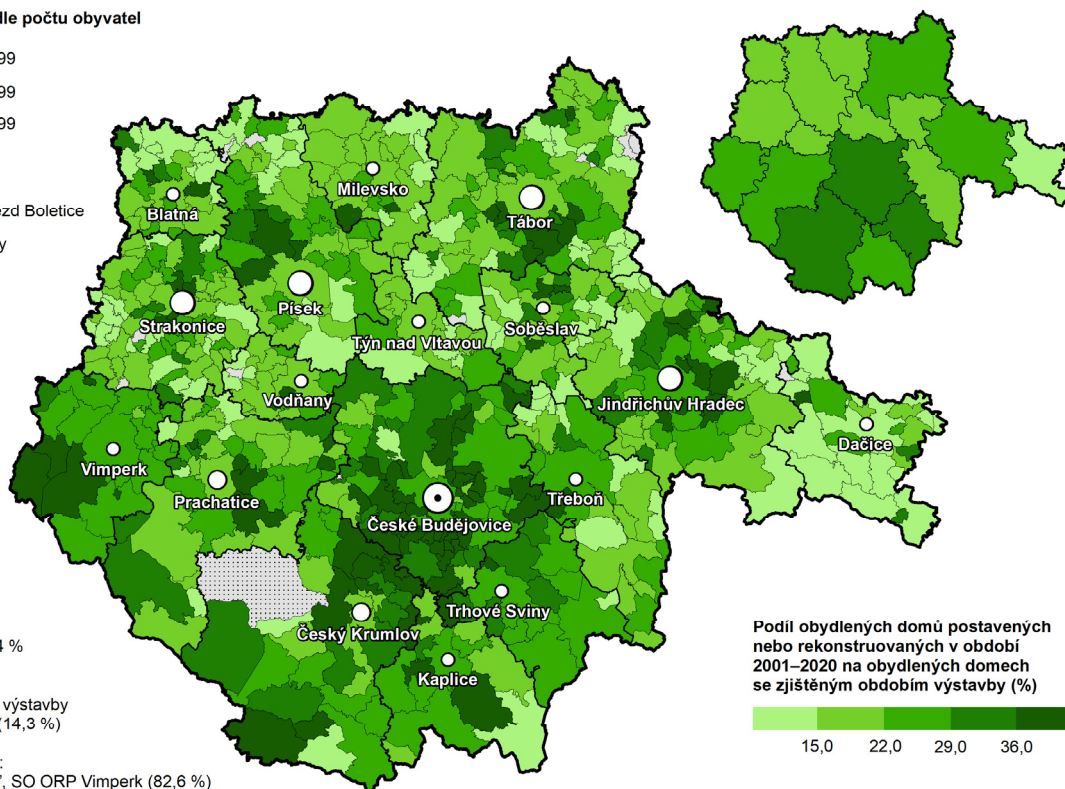 dle počtu obyvatel
99
99
99
ezd Boletice
y
Milevsko
Blatná
Tábor
Písek
Strakonice
Týn nad Vltavou
Soběslav
Vodňany
Jindřichův Hradec
Dačice
Vimperk
Prachatice
Třeboň
České Budějovice
Trhové Sviny
Český Krumlov
Kaplice
4 %
výstavby
(14,3 %)
:
, SO ORP Vimperk (82,6 %)
Podíl obydlených domů postavených
nebo rekonstruovaných v období
2001–2020 na obydlených domech
se zjištěným obdobím výstavby (%)
15,0 22,0 29,0 36,0